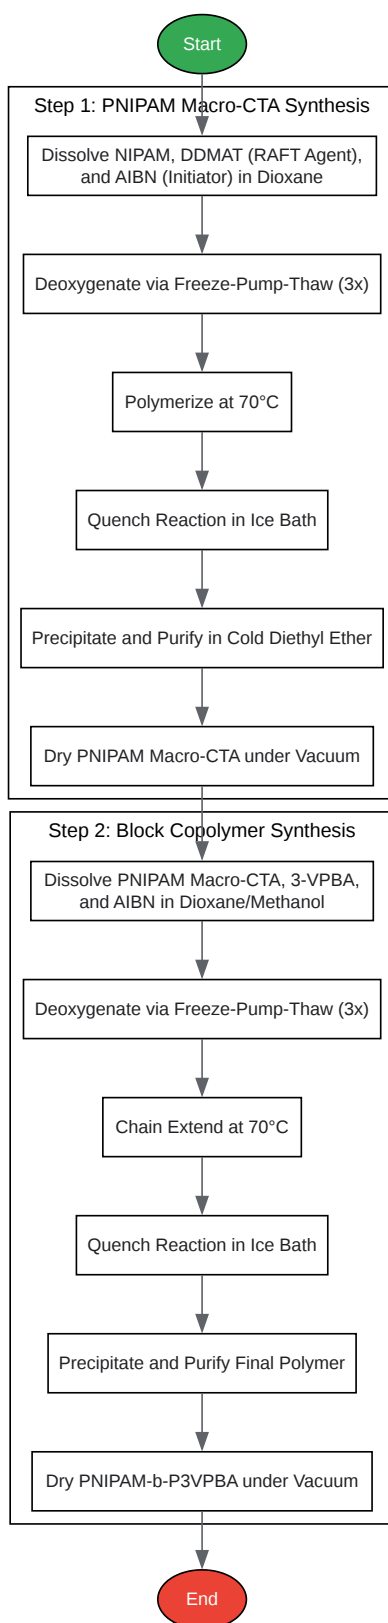 Start
Step 1: PNIPAM Macro-CTA Synthesis
Dissolve NIPAM, DDMAT (RAFT Agent),
and AIBN (Initiator) in Dioxane
Deoxygenate via Freeze-Pump-Thaw (3x)
Polymerize at 70°C
Quench Reaction in Ice Bath
Precipitate and Purify in Cold Diethyl Ether
Dry PNIPAM Macro-CTA under Vacuum
Step 2: Block Copolymer Synthesis
Dissolve PNIPAM Macro-CTA, 3-VPBA,
and AIBN in Dioxane/Methanol
Deoxygenate via Freeze-Pump-Thaw (3x)
Chain Extend at 70°C
Quench Reaction in Ice Bath
Precipitate and Purify Final Polymer
Dry PNIPAM-b-P3VPBA under Vacuum
End